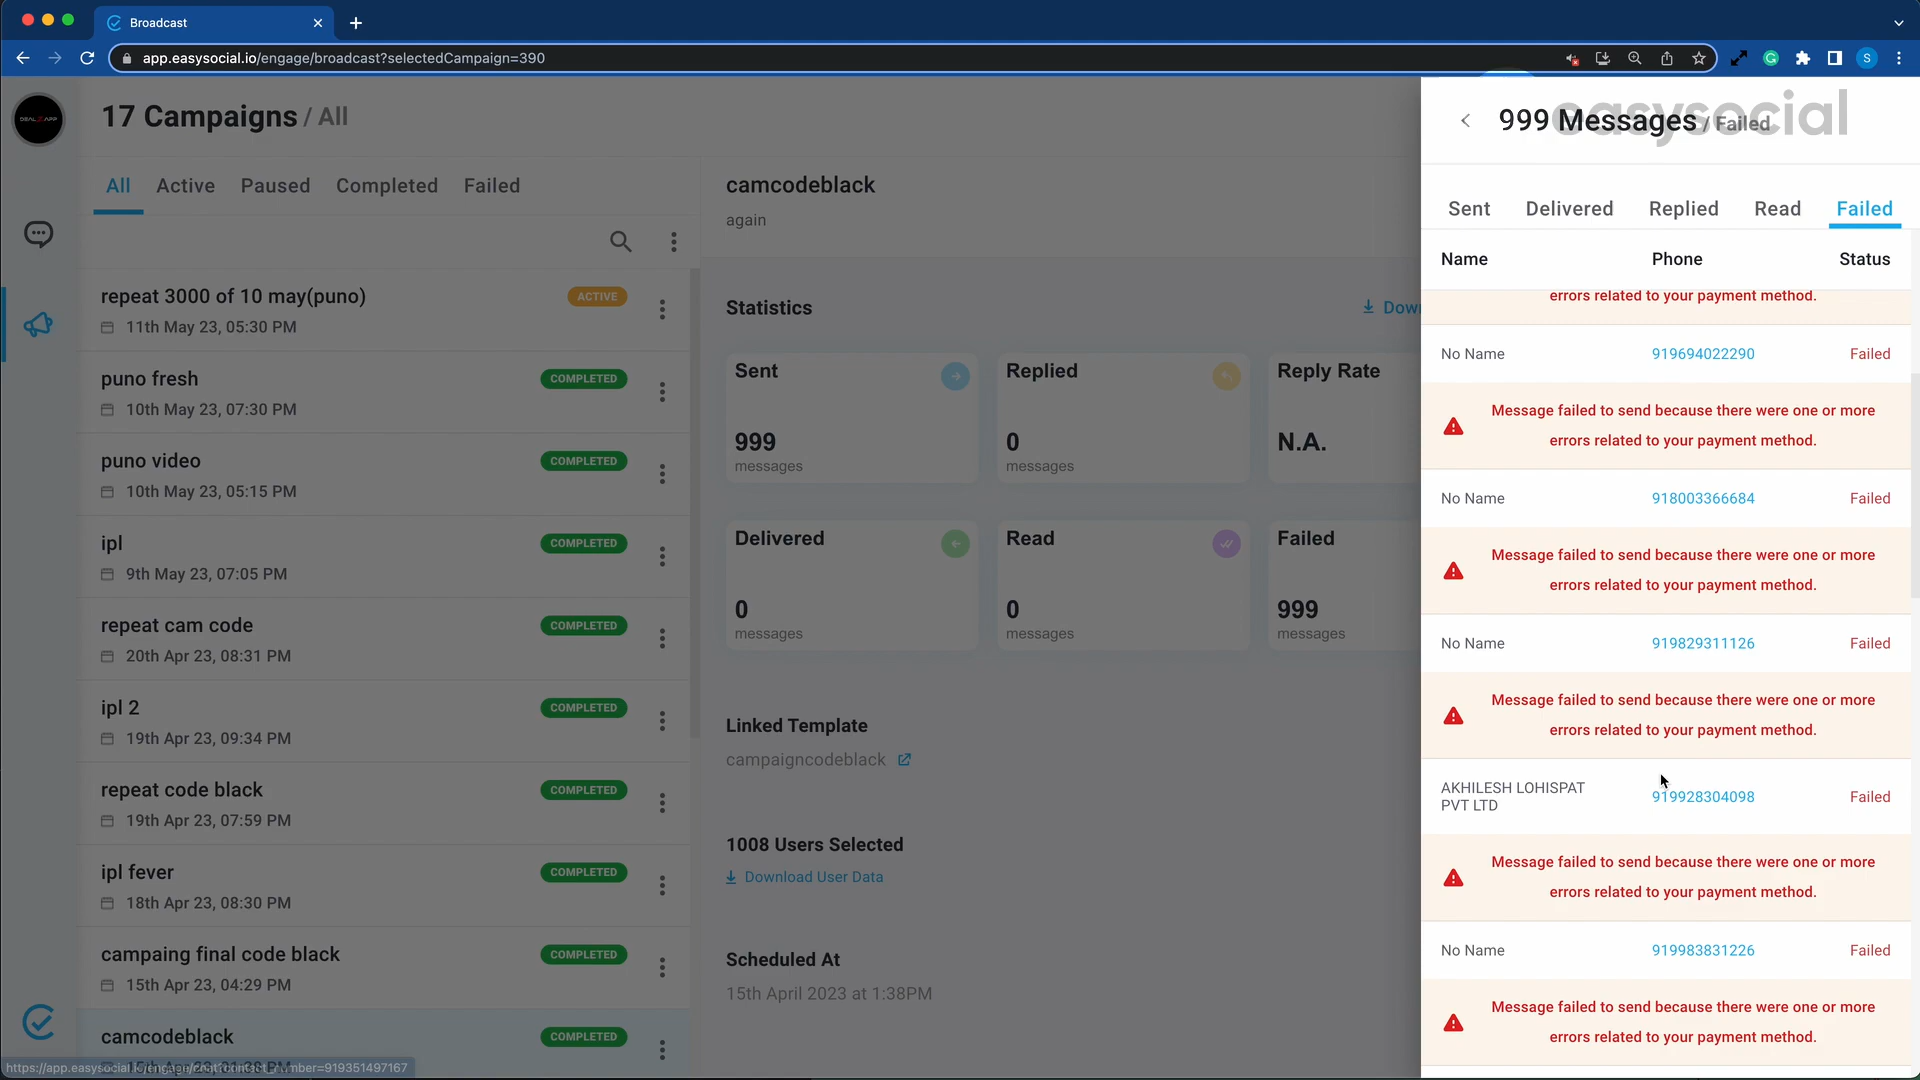 Broadcast
app.easysocial.io/engage/broadcast?selectedCampaign=390
S
17 Campaigns / All
All Active Paused Completed Failed
repeat 3000 of 10 may(puno) ACTIVE
11th May 23, 05:30 PM
puno fresh COMPLETED
10th May 23, 07:30 PM
puno video COMPLETED
10th May 23, 05:15 PM
ipl COMPLETED
9th May 23, 07:05 PM
repeat cam code COMPLETED
20th Apr 23, 08:31 PM
ipl 2 COMPLETED
19th Apr 23, 09:34 PM
repeat code black COMPLETED
19th Apr 23, 07:59 PM
ipl fever COMPLETED
18th Apr 23, 08:30 PM
campaing final code black COMPLETED
15th Apr 23, 04:29 PM
camcodeblack COMPLETED
camcodeblack
again
Statistics
Down
Sent
999
messages
Replied
0
messages
Reply Rate
N.A.
Delivered
0
messages
Read
0
messages
Failed
999
messages
Linked Template
campaigncodeblack
1008 Users Selected
Download User Data
Scheduled At
15th April 2023 at 1:38PM
easysocial
999 Messages / Failed
Sent Delivered Replied Read Failed
Name Phone Status
errors related to your payment method.
No Name 919694022290 Failed
Message failed to send because there were one or more
errors related to your payment method.
No Name 918003366684 Failed
Message failed to send because there were one or more
errors related to your payment method.
No Name 919829311126 Failed
Message failed to send because there were one or more
errors related to your payment method.
AKHILESH LOHISPAT
PVT LTD
919928304098 Failed
Message failed to send because there were one or more
errors related to your payment method.
No Name 919983831226 Failed
Message failed to send because there were one or more
errors related to your payment method.